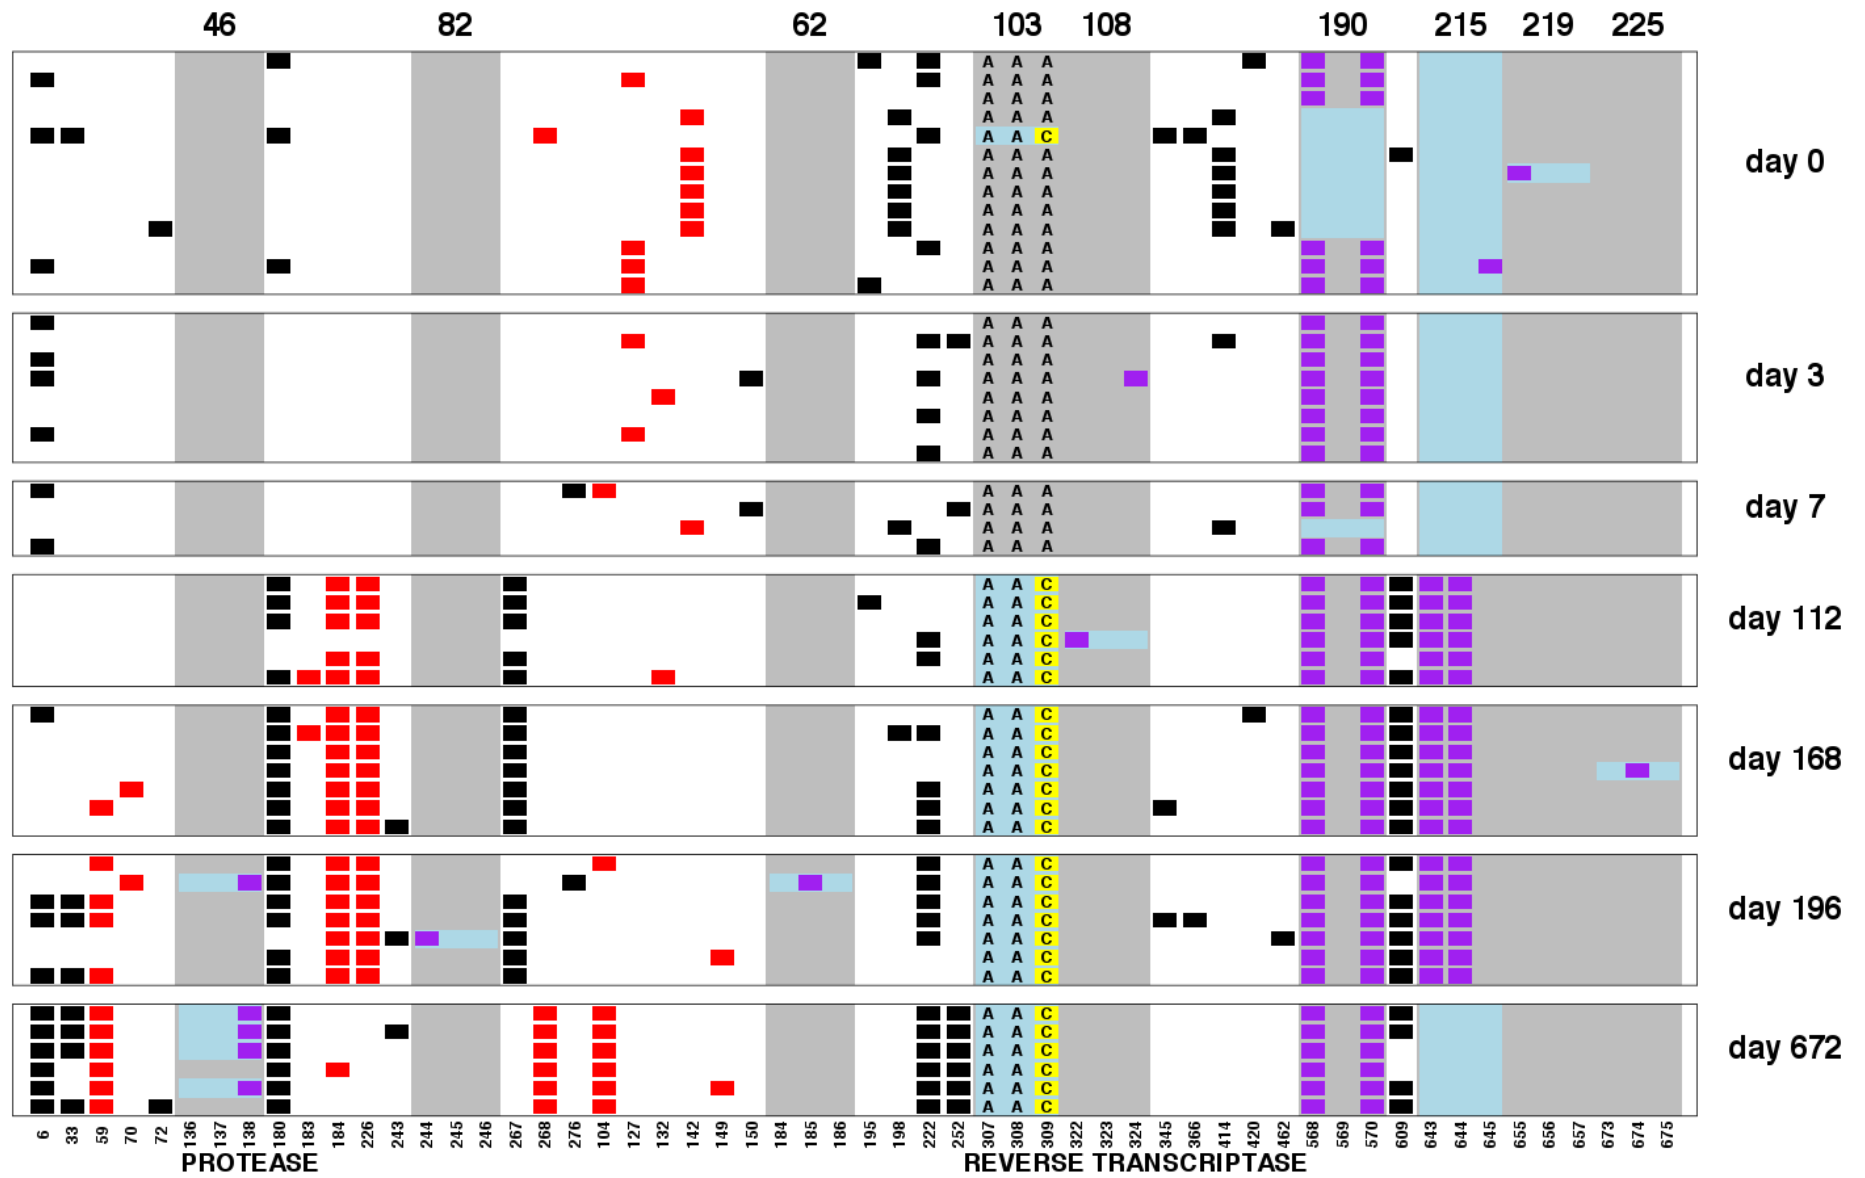 46 82 62 103 108 190 215 219 225
A A A
A A A
A A A
A A A
A A C
A A A
A A A
A A A
A A A
A A A
A A A
A A A
A A A
day 0
A A A
A A A
A A A
A A A
A A A
A A A
A A A
A A A
day 3
A A A
A A A
A A A
A A A
day 7
A A C
A A C
A A C
A A C
A A C
A A C
day 112
A A C
A A C
A A C
A A C
A A C
A A C
A A C
day 168
A A C
A A C
A A C
A A C
A A C
A A C
A A C
day 196
A A C
A A C
A A C
A A C
A A C
A A C
day 672
6 33 59 70 72 136 137 138 180 183 184 226 243 244 245 246 267 268 276 104 127 132 142 149 150 184 185 186 195 198 222 252 307 308 309 322 323 324 345 366 414 420 462 568 569 570 609 643 644 645 655 656 657 673 674 675
PROTEASE REVERSE TRANSCRIPTASE